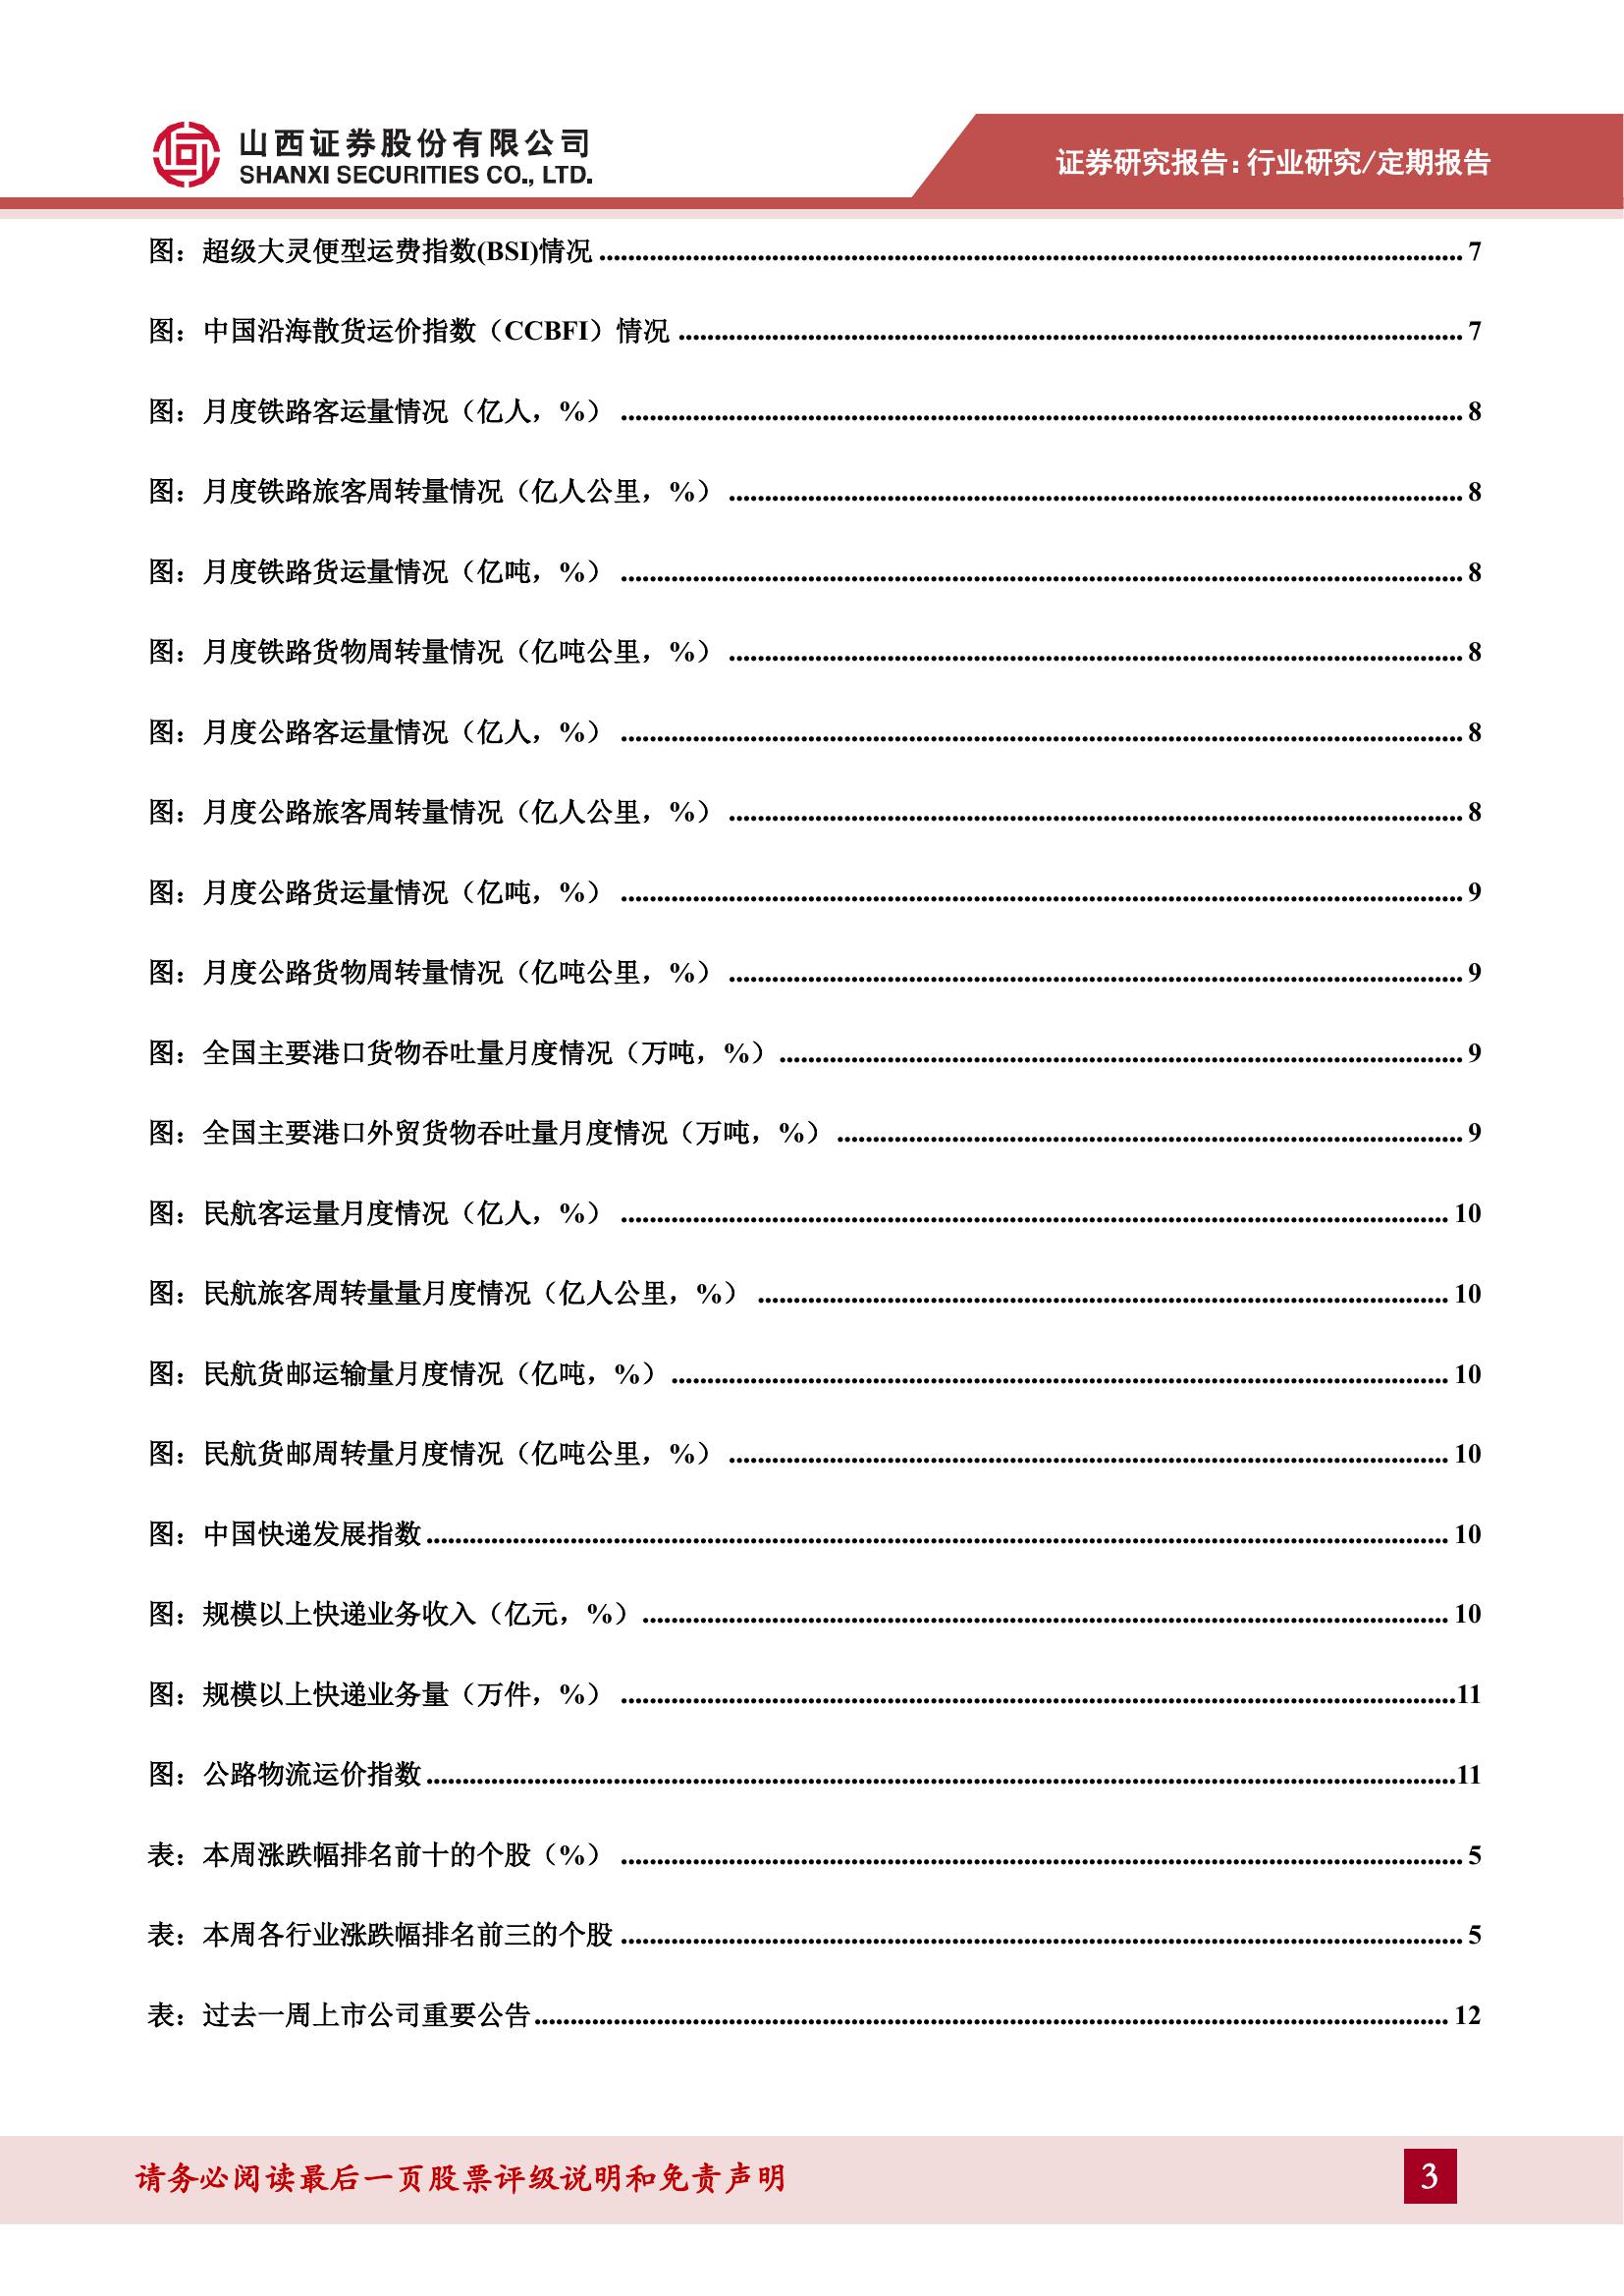 山西证券股份有限公司
SHANXI SECURITIES CO., LTD.
证券研究报告:行业研究/定期报告
图：超级大灵便型运费指数(BSI)情况 ........ 7
图：中国沿海散货运价指数（CCBFI）情况 ........ 7
图：月度铁路客运量情况（亿人，%） ........ 8
图：月度铁路旅客周转量情况（亿人公里，%） ........ 8
图：月度铁路货运量情况（亿吨，%） ........ 8
图：月度铁路货物周转量情况（亿吨公里，%） ........ 8
图：月度公路客运量情况（亿人，%） ........ 8
图：月度公路旅客周转量情况（亿人公里，%） ........ 8
图：月度公路货运量情况（亿吨，%） ........ 9
图：月度公路货物周转量情况（亿吨公里，%） ........ 9
图：全国主要港口货物吞吐量月度情况（万吨，%） ........ 9
图：全国主要港口外贸货物吞吐量月度情况（万吨，%） ........ 9
图：民航客运量月度情况（亿人，%） ........ 10
图：民航旅客周转量量月度情况（亿人公里，%） ........ 10
图：民航货邮运输量月度情况（亿吨，%） ........ 10
图：民航货邮周转量月度情况（亿吨公里，%） ........ 10
图：中国快递发展指数 ........ 10
图：规模以上快递业务收入（亿元，%） ........ 10
图：规模以上快递业务量（万件，%） ........ 11
图：公路物流运价指数 ........ 11
表：本周涨跌幅排名前十的个股（%） ........ 5
表：本周各行业涨跌幅排名前三的个股 ........ 5
表：过去一周上市公司重要公告 ........ 12
请务必阅读最后一页股票评级说明和免责声明
3